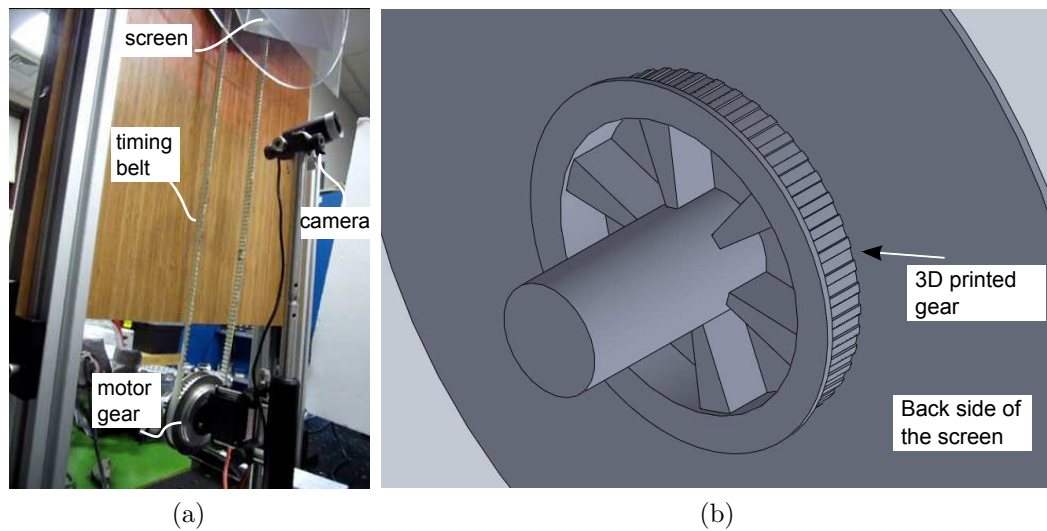 screen
timing
belt
camera
motor
gear
3D printed
gear
Back side of
the screen
(a)
(b)